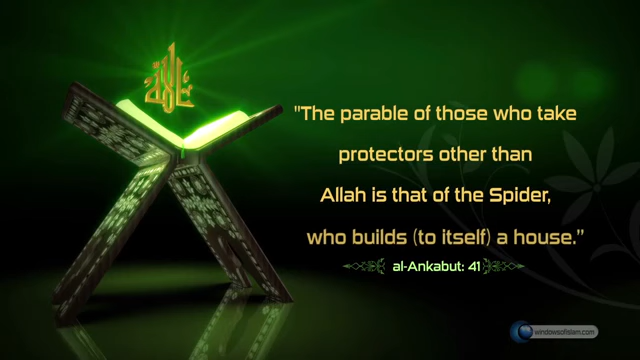 "The parable of those who take
protectors other than
Allah is that of the Spider,
who builds (to itself) a house.”
al-Ankabut: 41
windowsofislam.com